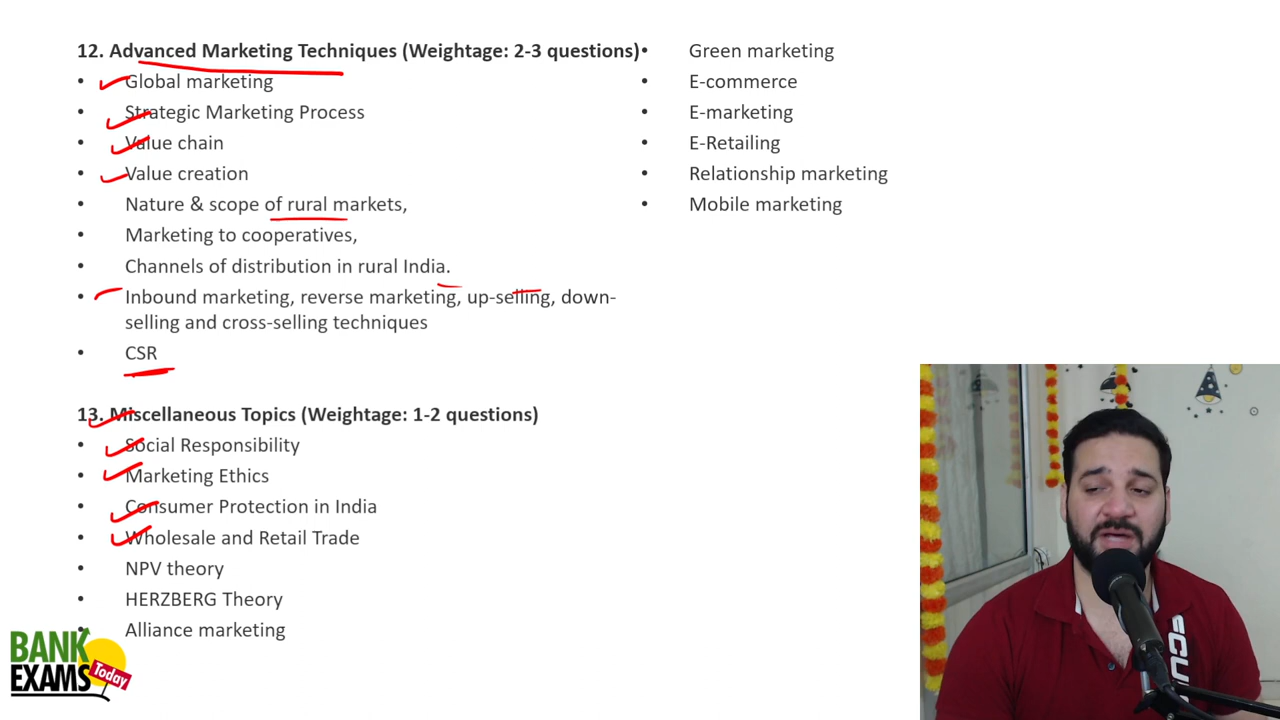 12. Advanced Marketing Techniques (Weightage: 2-3 questions)
• Global marketing
• Strategic Marketing Process
• Value chain
• Value creation
• Nature & scope of rural markets,
• Marketing to cooperatives,
• Channels of distribution in rural India.
• Inbound marketing, reverse marketing, up-selling, down-
selling and cross-selling techniques
• CSR
13. Miscellaneous Topics (Weightage: 1-2 questions)
• Social Responsibility
• Marketing Ethics
• Consumer Protection in India
• Wholesale and Retail Trade
• NPV theory
• HERZBERG Theory
• Alliance marketing
• Green marketing
• E-commerce
• E-marketing
• E-Retailing
• Relationship marketing
• Mobile marketing
BANK
EXAMS
Today